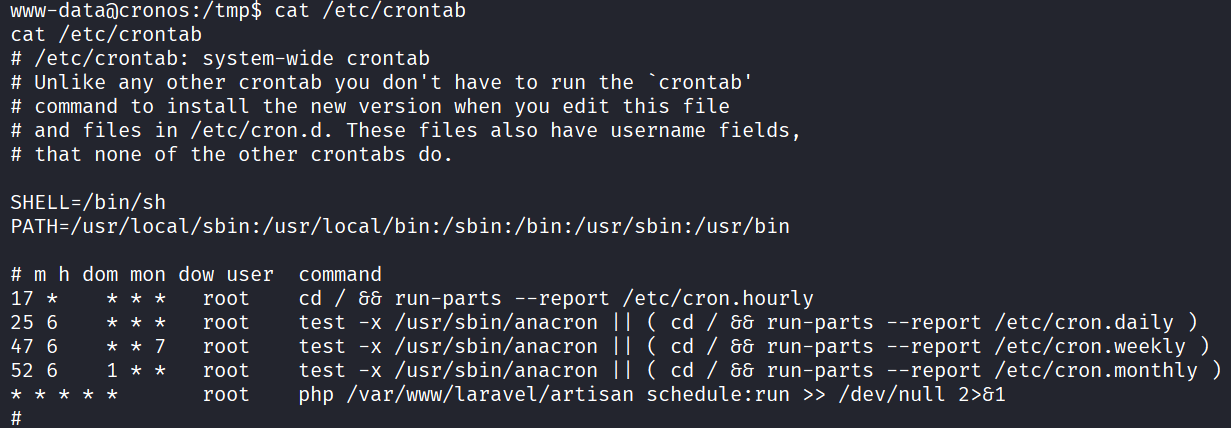 www-data@cronos:/tmp$ cat /etc/crontab
cat /etc/crontab
# /etc/crontab: system-wide crontab
# Unlike any other crontab you don't have to run the `crontab'
# command to install the new version when you edit this file
# and files in /etc/cron.d. These files also have username fields,
# that none of the other crontabs do.

SHELL=/bin/sh
PATH=/usr/local/sbin:/usr/local/bin:/sbin:/bin:/usr/sbin:/usr/bin

# m h dom mon dow user  command
17 *    * * *   root    cd / && run-parts --report /etc/cron.hourly
25 6    * * *   root    test -x /usr/sbin/anacron || ( cd / && run-parts --report /etc/cron.daily )
47 6    * * 7   root    test -x /usr/sbin/anacron || ( cd / && run-parts --report /etc/cron.weekly )
52 6    1 * *   root    test -x /usr/sbin/anacron || ( cd / && run-parts --report /etc/cron.monthly )
* * * * *       root    php /var/www/laravel/artisan schedule:run >> /dev/null 2>&1
#